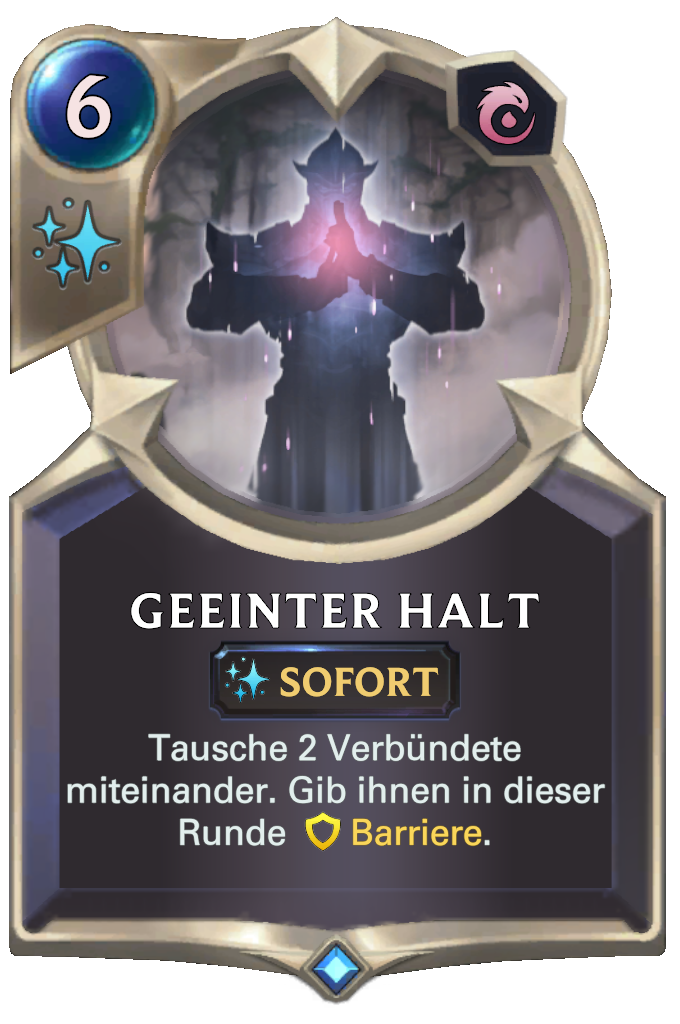 6
GEEINTER HALT
SOFORT
Tausche 2 Verbündete
miteinander. Gib ihnen in dieser
Runde Barriere.